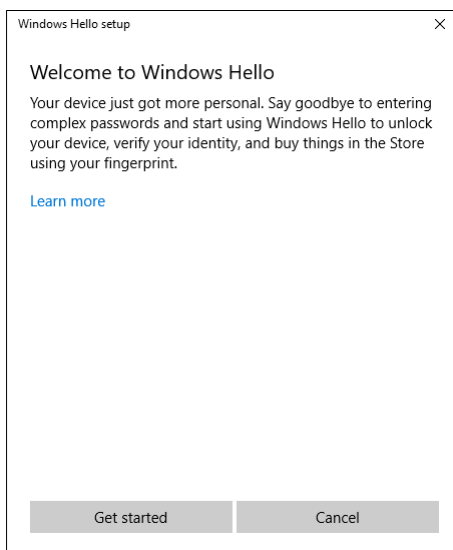 Windows Hello setup
Welcome to Windows Hello
Your device just got more personal. Say goodbye to entering
complex passwords and start using Windows Hello to unlock
your device, verify your identity, and buy things in the Store
using your fingerprint.
Learn more
Get started
Cancel